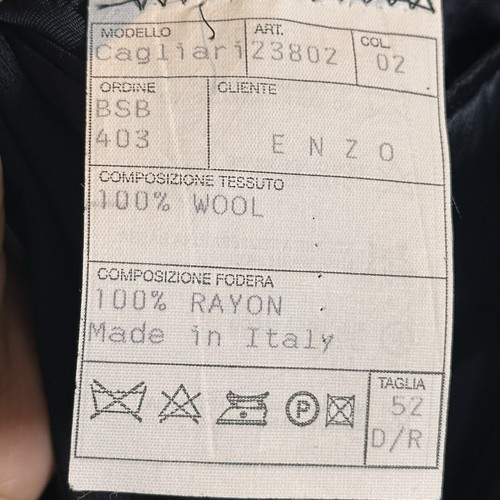 MODELLO ART. COL.
Cagliari 23802 02
ORDINE CLIENTE
BSB
403 ENZO
COMPOSIZIONE TESSUTO
100% WOOL
COMPOSIZIONE FODERA
100% RAYON
Made in Italy
TAGLIA
P 52
D/R